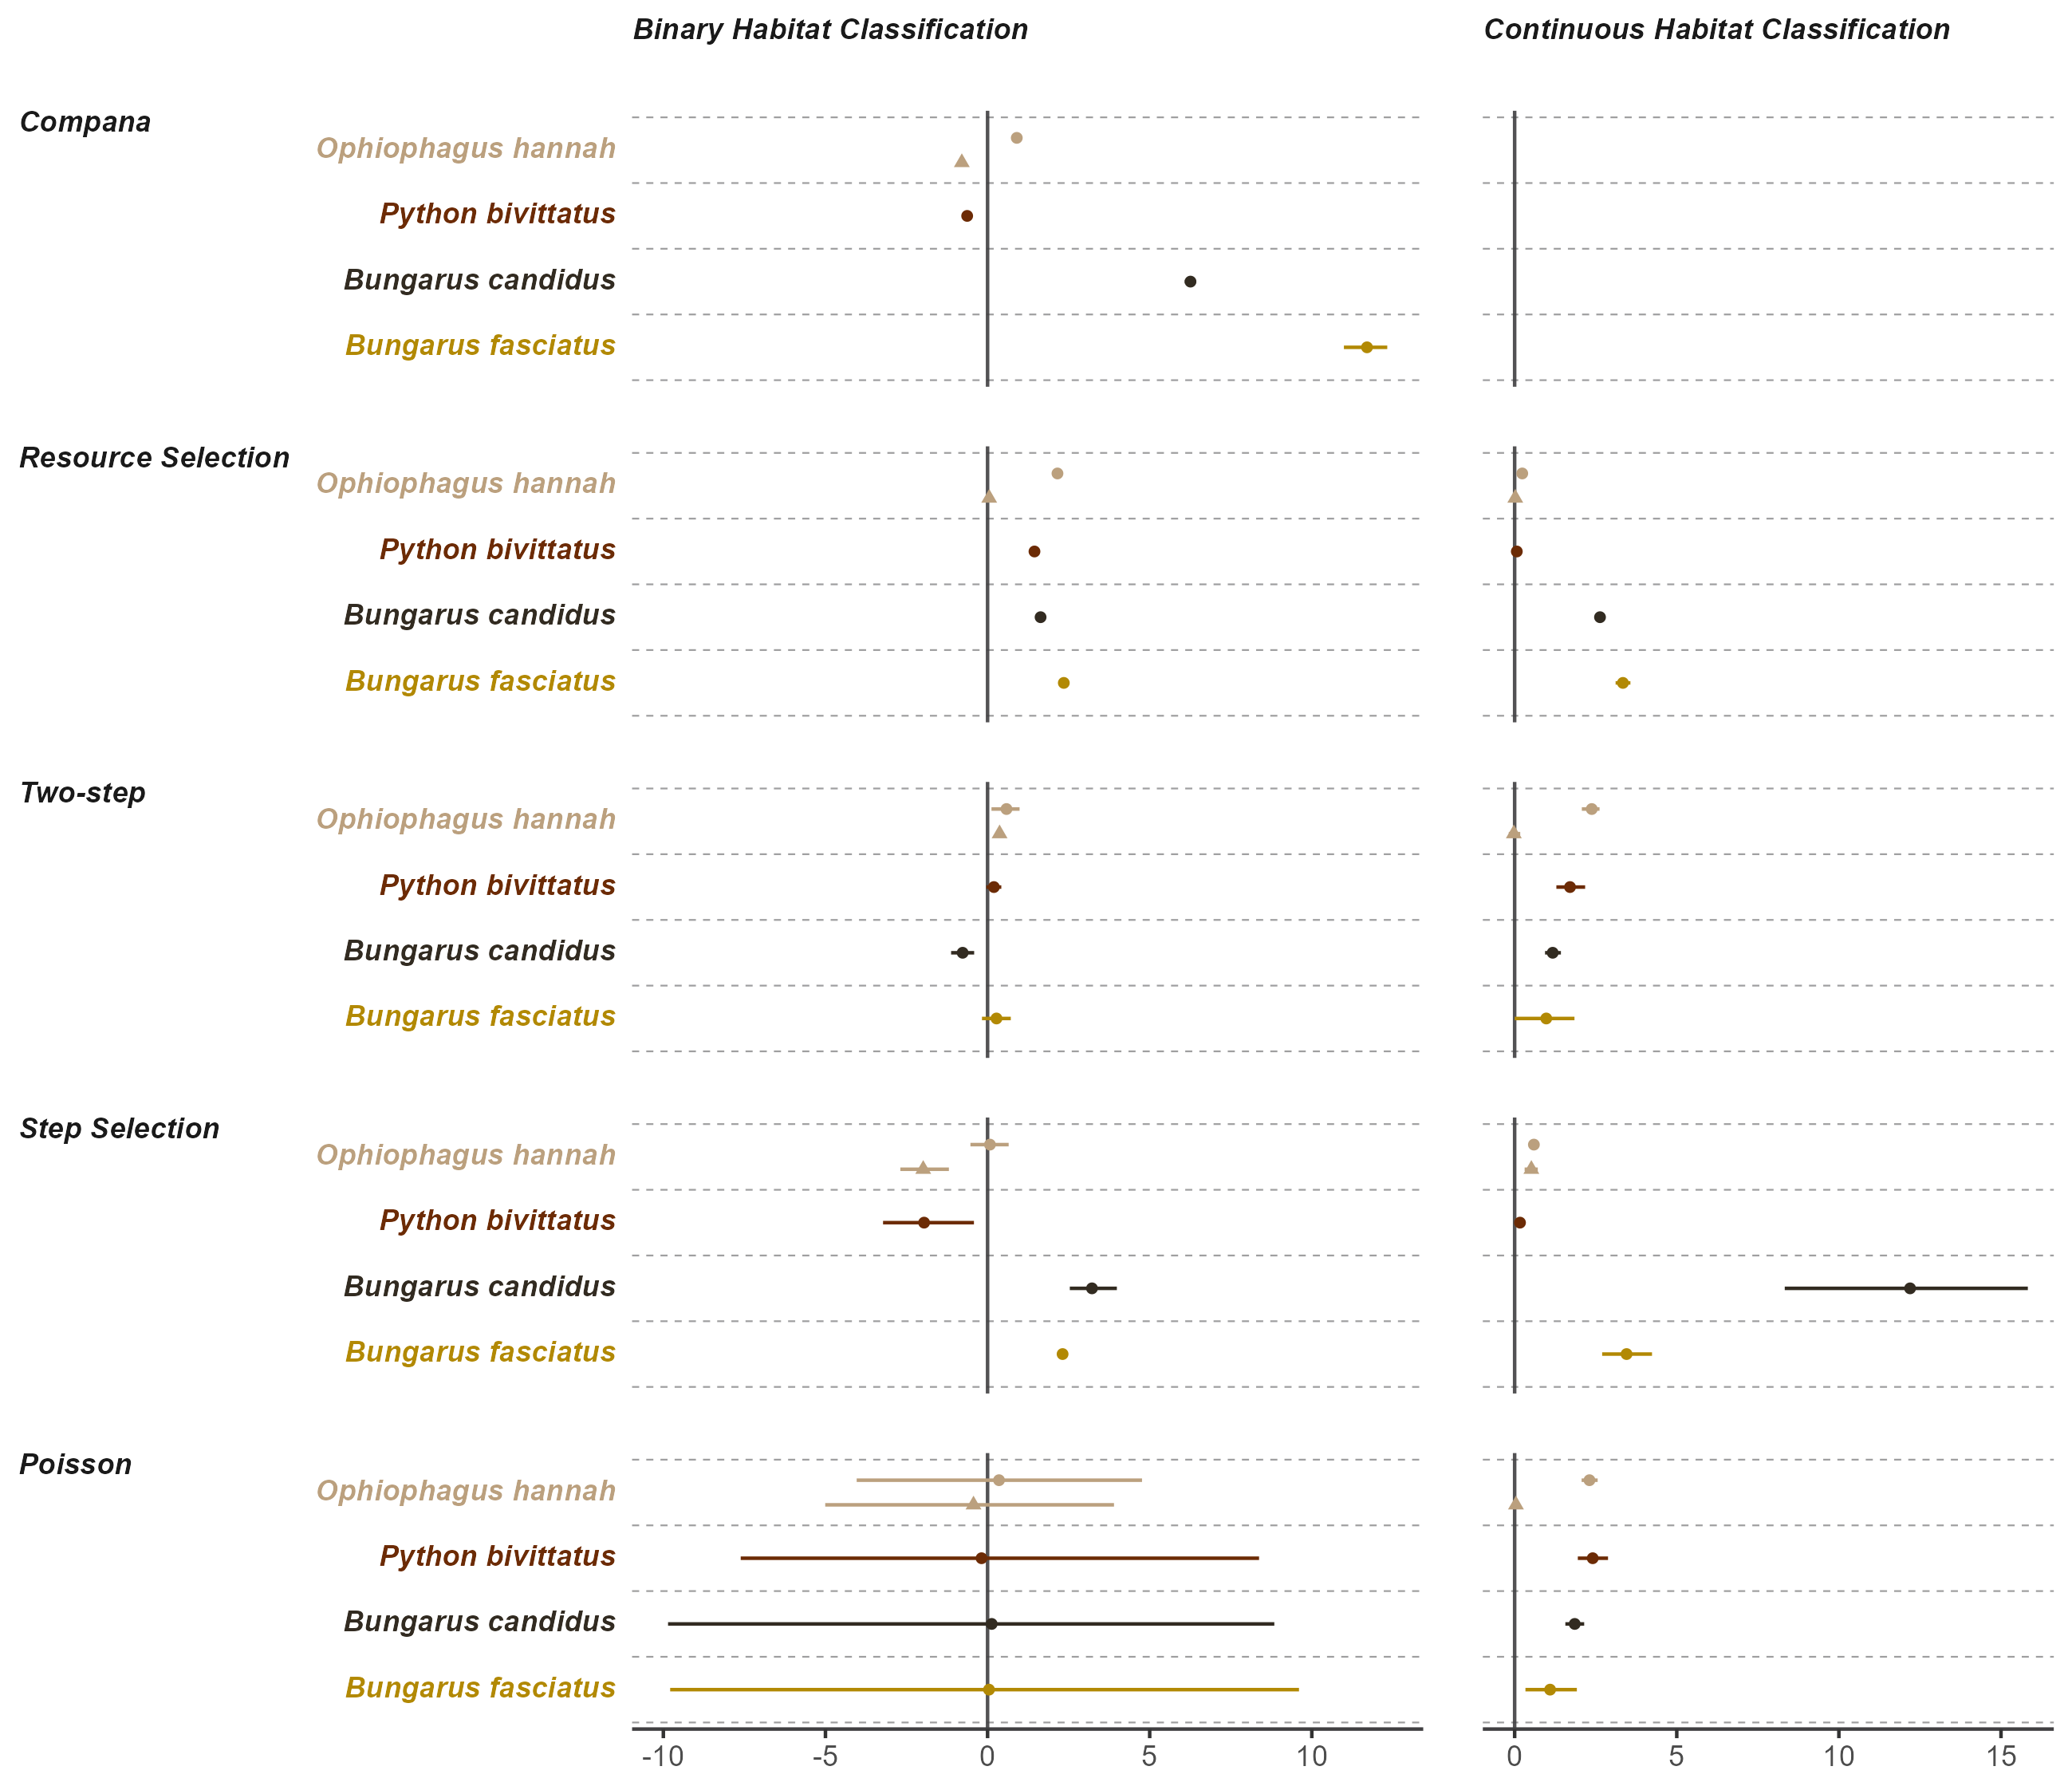 Binary Habitat Classification
Continuous Habitat Classification
Compana
Ophiophagus hannah
Python bivittatus
Bungarus candidus
Bungarus fasciatus
Resource Selection
Ophiophagus hannah
Python bivittatus
Bungarus candidus
Bungarus fasciatus
Two-step
Ophiophagus hannah
Python bivittatus
Bungarus candidus
Bungarus fasciatus
Step Selection
Ophiophagus hannah
Python bivittatus
Bungarus candidus
Bungarus fasciatus
Poisson
Ophiophagus hannah
Python bivittatus
Bungarus candidus
Bungarus fasciatus
-10 -5 0 5 10
0 5 10 15